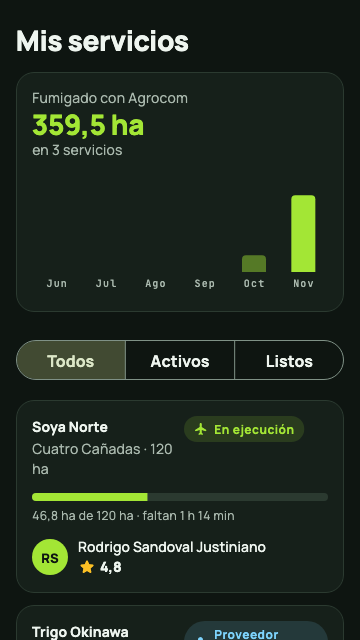 Mis servicios
Fumigado con Agrocom
359,5 ha
en 3 servicios
Jun Jul Ago Sep Oct Nov
Todos Activos Listos
Soya Norte
En ejecución
Cuatro Cañadas · 120
ha
46,8 ha de 120 ha · faltan 1 h 14 min
RS
Rodrigo Sandoval Justiniano
4,8
Trigo Okinawa
Proveedor